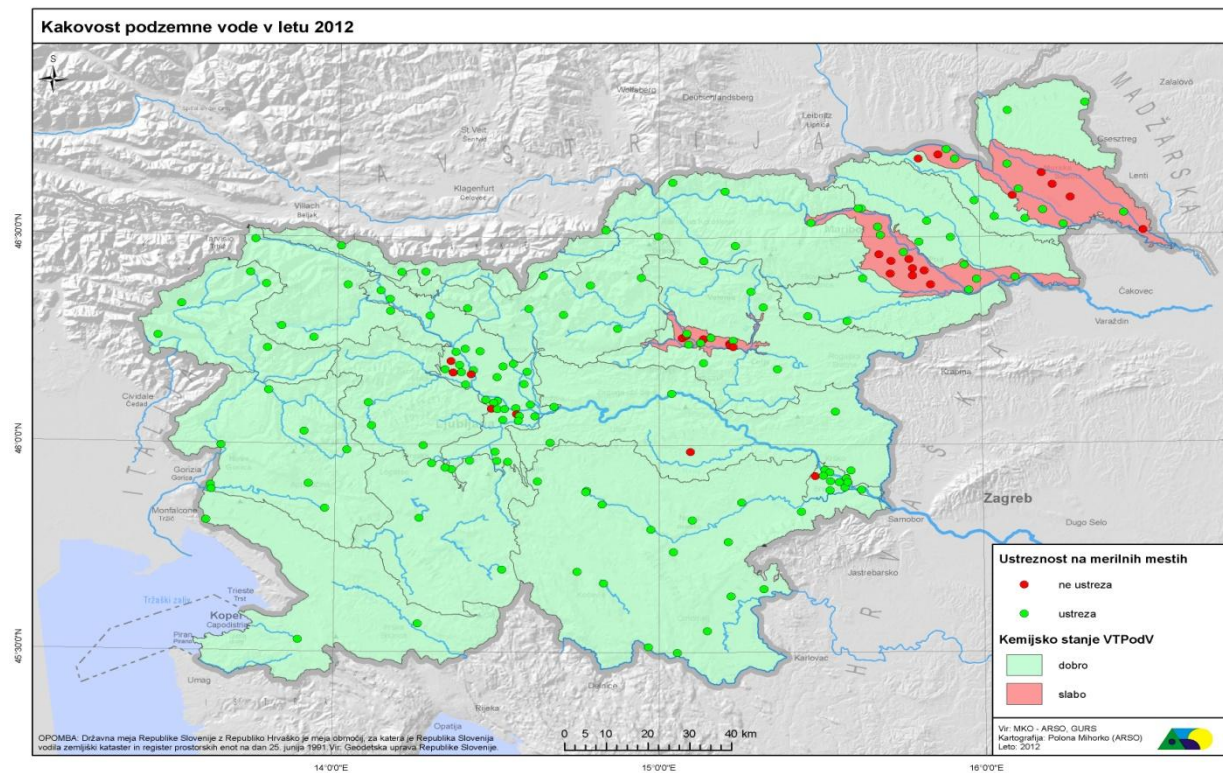 Kakovost podzemne vode v letu 2012
S
MADŽARSKA
Zalalövő
Wolfsberg
Deutschlandsberg
Leibnitz
Lipnica
St. Veit
Šentvid
Csesztreg
Lenti
Klagenfurt
Celovec
Villach
Beljak
46°30'0"N
Čakovec
Varaždin
Krapina
Cividale
Čedad
Ljubljana
46°0'0"N
Gorizia
Gorica
Monfalcone
Tržič
Zagreb
Samobor
Dugo Selo
Jastrebarsko
Trieste
Trst
Tržaški zaliv
Koper
Capodistria
Piran
Pirano
45°30'0"N
Umag
Karlovac
Delnice
Rijeka
Opatija
Ustreznost na merilnih mestih
ne ustreza
ustreza
Kemijsko stanje VTPodV
dobro
slabo
Vir: MKO - ARSO, GURS
Kartografija: Polona Mihorko (ARSO)
Leto: 2012
OPOMBA: Državna meja Republike Slovenije z Republiko Hrvaško je meja območij, za katera je Republika Slovenija
vodila zemljiški kataster in register prostorskih enot na dan 25. junija 1991. Vir: Geodetska uprava Republike Slovenije.
0 5 10 20 30 40 km
14°0'0"E
15°0'0"E
16°0'0"E